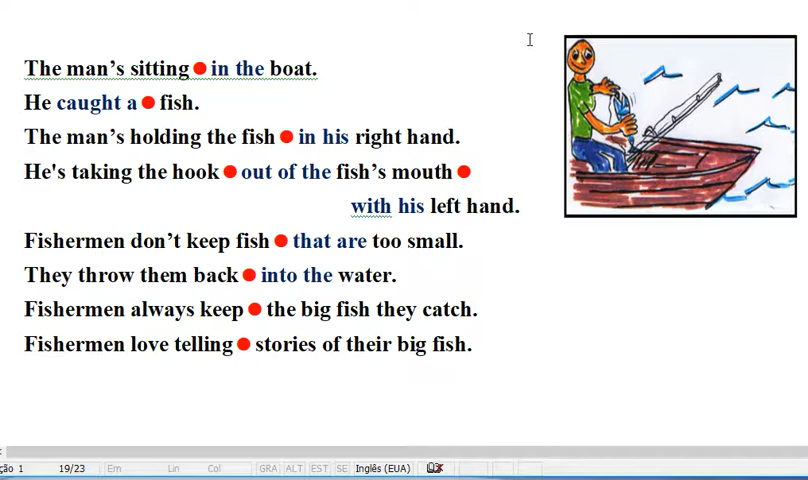 The man’s sitting ● in the boat.
He caught a ● fish.
The man’s holding the fish ● in his right hand.
He's taking the hook ● out of the fish’s mouth ●
with his left hand.
Fishermen don’t keep fish ● that are too small.
They throw them back ● into the water.
Fishermen always keep ● the big fish they catch.
Fishermen love telling ● stories of their big fish.
ção 1 19/23 Em Lin Col GRA ALT EST SE Inglês (EUA)